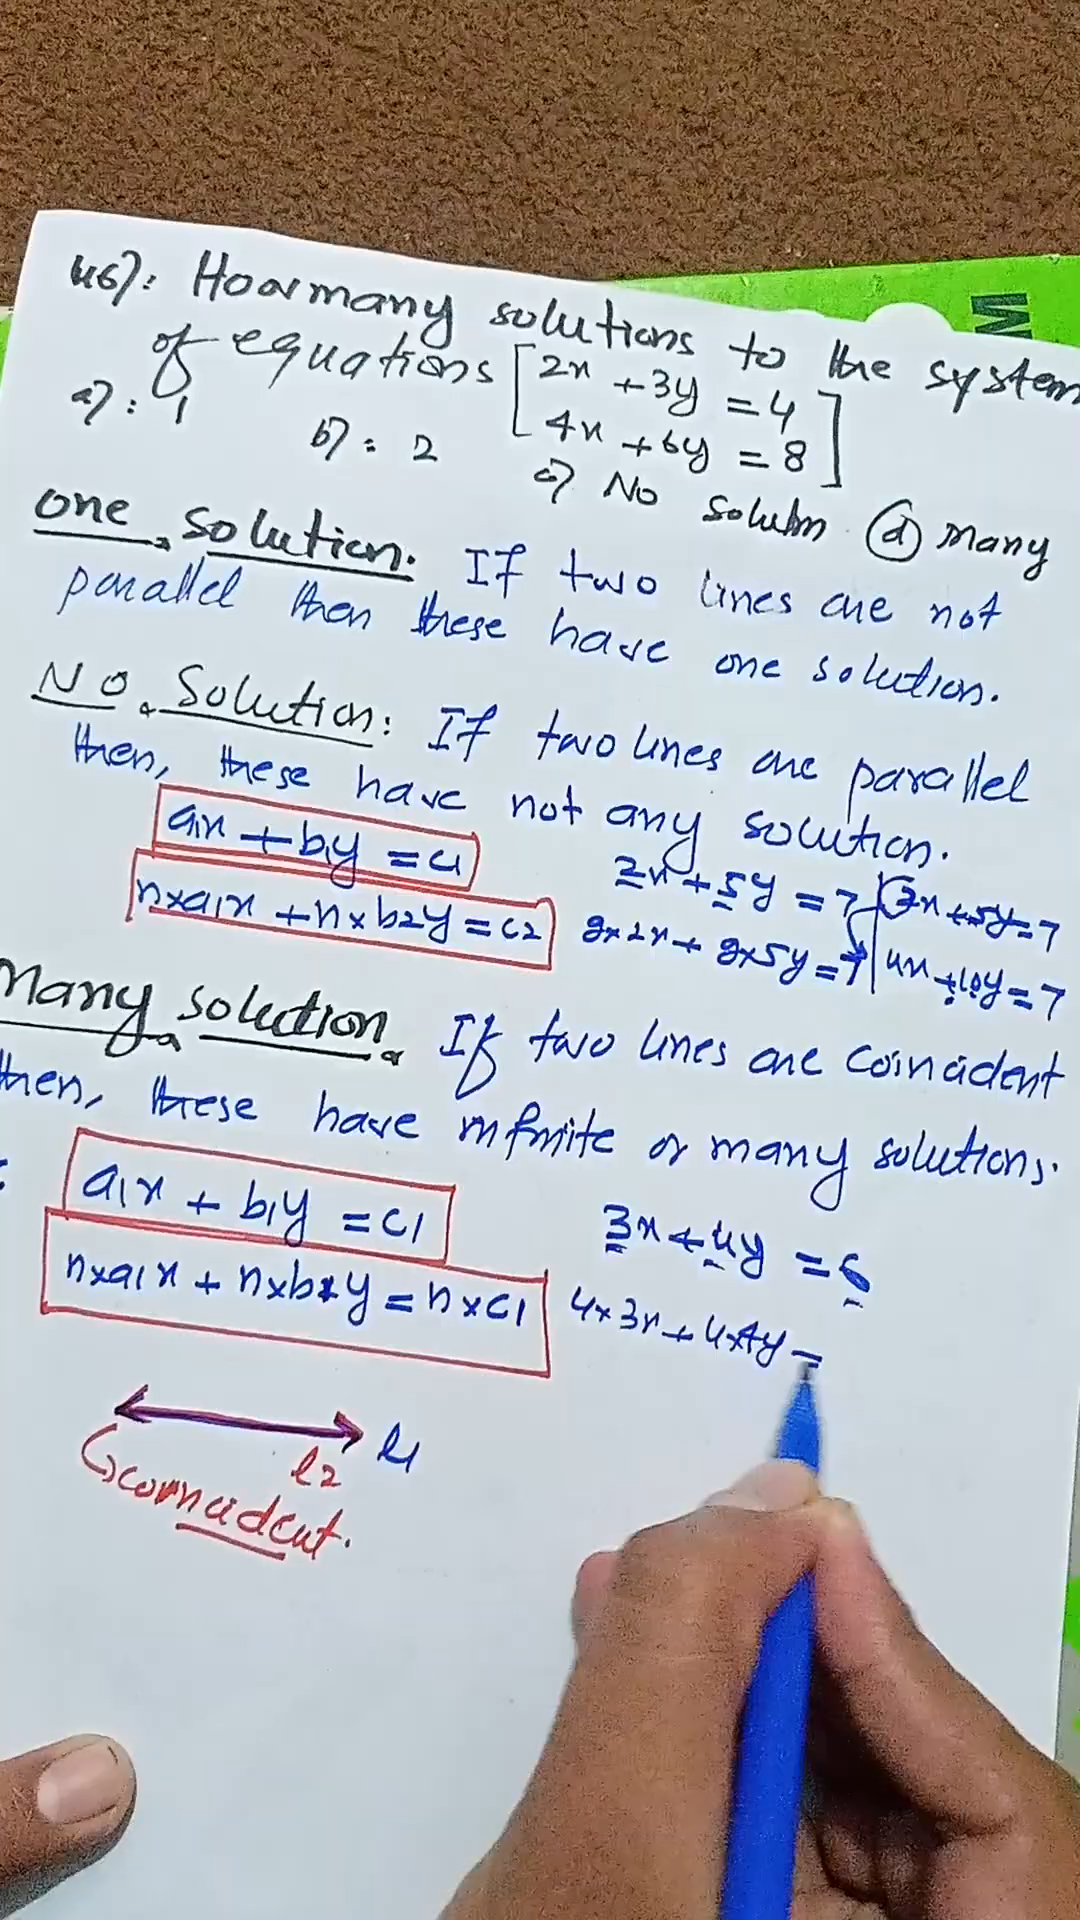 46): How many solutions to the system
of equations [2x + 3y = 4
4x + 6y = 8]
a): 1 b): 2 c) No Solutn (d) many
one solution. If two lines are not
parallel then these have one solution.
No Solution: If two lines are parallel
then, these have not any solution.
a1x + b1y = c1
n×a1x + n×b2y = c2
2x + 5y = 7
2×2x + 2×5y = 7
2x + 5y = 7
4x + 10y = 7
Many solution If two lines are coincident
then, these have infinite or many solutions.
a1x + b1y = c1
n×a1x + n×b1y = n×c1
3x + 4y = 5
4×3x + 4×4y =
l1
l2
coincident.
M